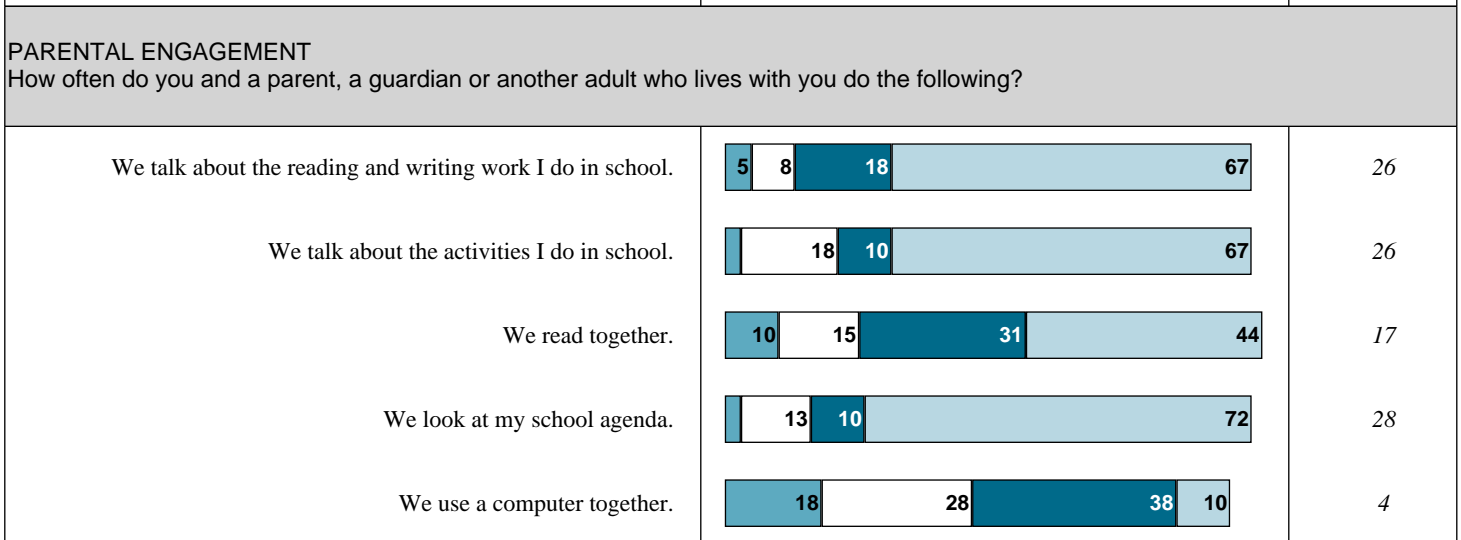 PARENTAL ENGAGEMENT
How often do you and a parent, a guardian or another adult who lives with you do the following?
We talk about the reading and writing work I do in school. 5 8 18 67 26
We talk about the activities I do in school. 18 10 67 26
We read together. 10 15 31 44 17
We look at my school agenda. 13 10 72 28
We use a computer together. 18 28 38 10 4